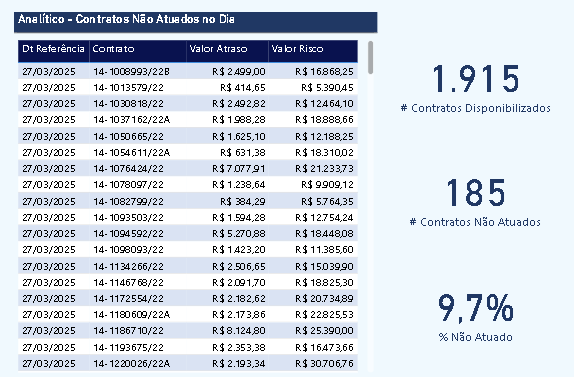 Analítico - Contratos Não Atuados no Dia
Dt Referência Contrato Valor Atraso Valor Risco
27/03/2025 14-1008993/22B R$ 2.499,00 R$ 16.868,25
27/03/2025 14-1013579/22 R$ 414,65 R$ 5.390,45
27/03/2025 14-1030818/22 R$ 2.492,82 R$ 12.464,10
27/03/2025 14-1037162/22A R$ 1.988,28 R$ 18.888,66
27/03/2025 14-1050665/22 R$ 1.625,10 R$ 12.188,25
27/03/2025 14-1054611/22A R$ 631,38 R$ 18.310,02
27/03/2025 14-1076424/22 R$ 7.077,91 R$ 21.233,73
27/03/2025 14-1078097/22 R$ 1.238,64 R$ 9.909,12
27/03/2025 14-1082799/22 R$ 384,29 R$ 5.764,35
27/03/2025 14-1093503/22 R$ 1.594,28 R$ 12.754,24
27/03/2025 14-1094592/22 R$ 5.270,88 R$ 18.448,08
27/03/2025 14-1098093/22 R$ 1.423,20 R$ 11.385,60
27/03/2025 14-1134266/22 R$ 2.506,65 R$ 15.039,90
27/03/2025 14-1146768/22 R$ 2.091,70 R$ 18.825,30
27/03/2025 14-1172554/22 R$ 2.182,62 R$ 20.734,89
27/03/2025 14-1180609/22A R$ 2.173,86 R$ 22.825,53
27/03/2025 14-1186710/22 R$ 8.124,80 R$ 25.390,00
27/03/2025 14-1193675/22 R$ 2.353,38 R$ 16.473,66
27/03/2025 14-1220026/22A R$ 2.193,34 R$ 30.706,76
1.915
# Contratos Disponibilizados
185
# Contratos Não Atuados
9,7%
% Não Atuado